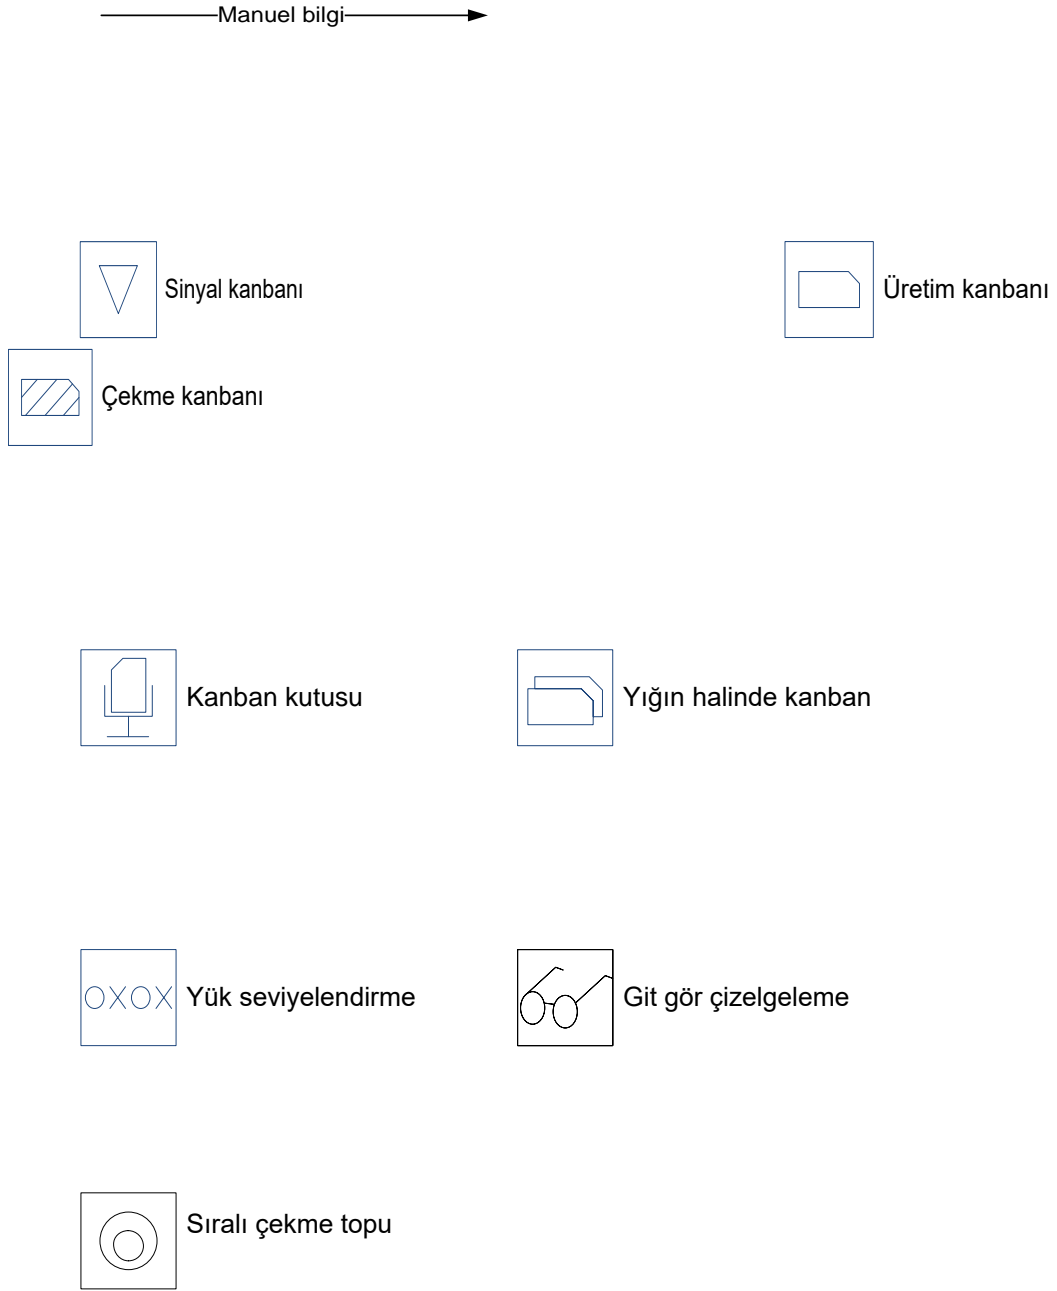 Manuel bilgi
Sinyal kanbanı
Üretim kanbanı
Çekme kanbanı
Kanban kutusu
Yığın halinde kanban
OXOX
Yük seviyelendirme
Git gör çizelgeleme
Sıralı çekme topu